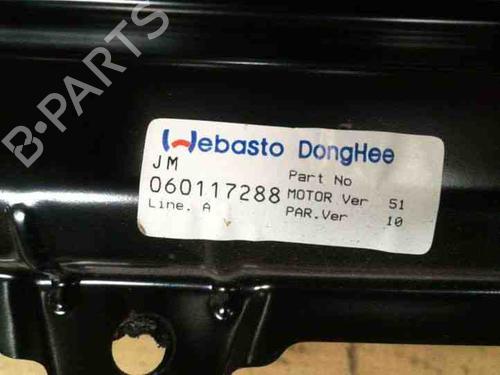 Webasto DongHee
JM
Part No
060117288 MOTOR Ver 51
Line. A PAR.Ver 10
B-PARTS